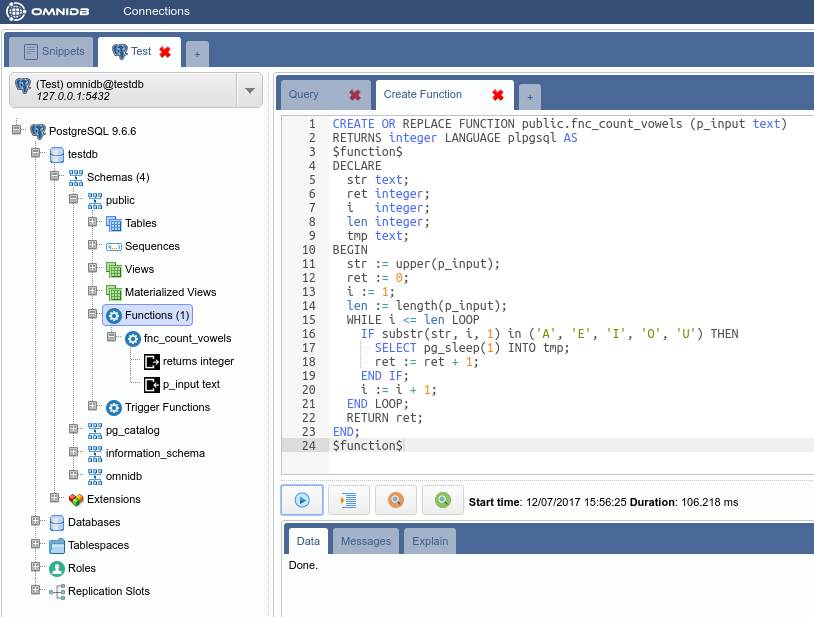 OMNIDB Connections
Snippets Test +
(Test) omnidb@testdb
127.0.0.1:5432
PostgreSQL 9.6.6
testdb
Schemas (4)
public
Tables
Sequences
Views
Materialized Views
Functions (1)
fnc_count_vowels
returns integer
p_input text
Trigger Functions
pg_catalog
information_schema
omnidb
Extensions
Databases
Tablespaces
Roles
Replication Slots
Query Create Function +
1 CREATE OR REPLACE FUNCTION public.fnc_count_vowels (p_input text)
2 RETURNS integer LANGUAGE plpgsql AS
3 $function$
4 DECLARE
5 str text;
6 ret integer;
7 i integer;
8 len integer;
9 tmp text;
10 BEGIN
11 str := upper(p_input);
12 ret := 0;
13 i := 1;
14 len := length(p_input);
15 WHILE i <= len LOOP
16 IF substr(str, i, 1) in ('A', 'E', 'I', 'O', 'U') THEN
17 SELECT pg_sleep(1) INTO tmp;
18 ret := ret + 1;
19 END IF;
20 i := i + 1;
21 END LOOP;
22 RETURN ret;
23 END;
24 $function$
Start time: 12/07/2017 15:56:25 Duration: 106.218 ms
Data Messages Explain
Done.